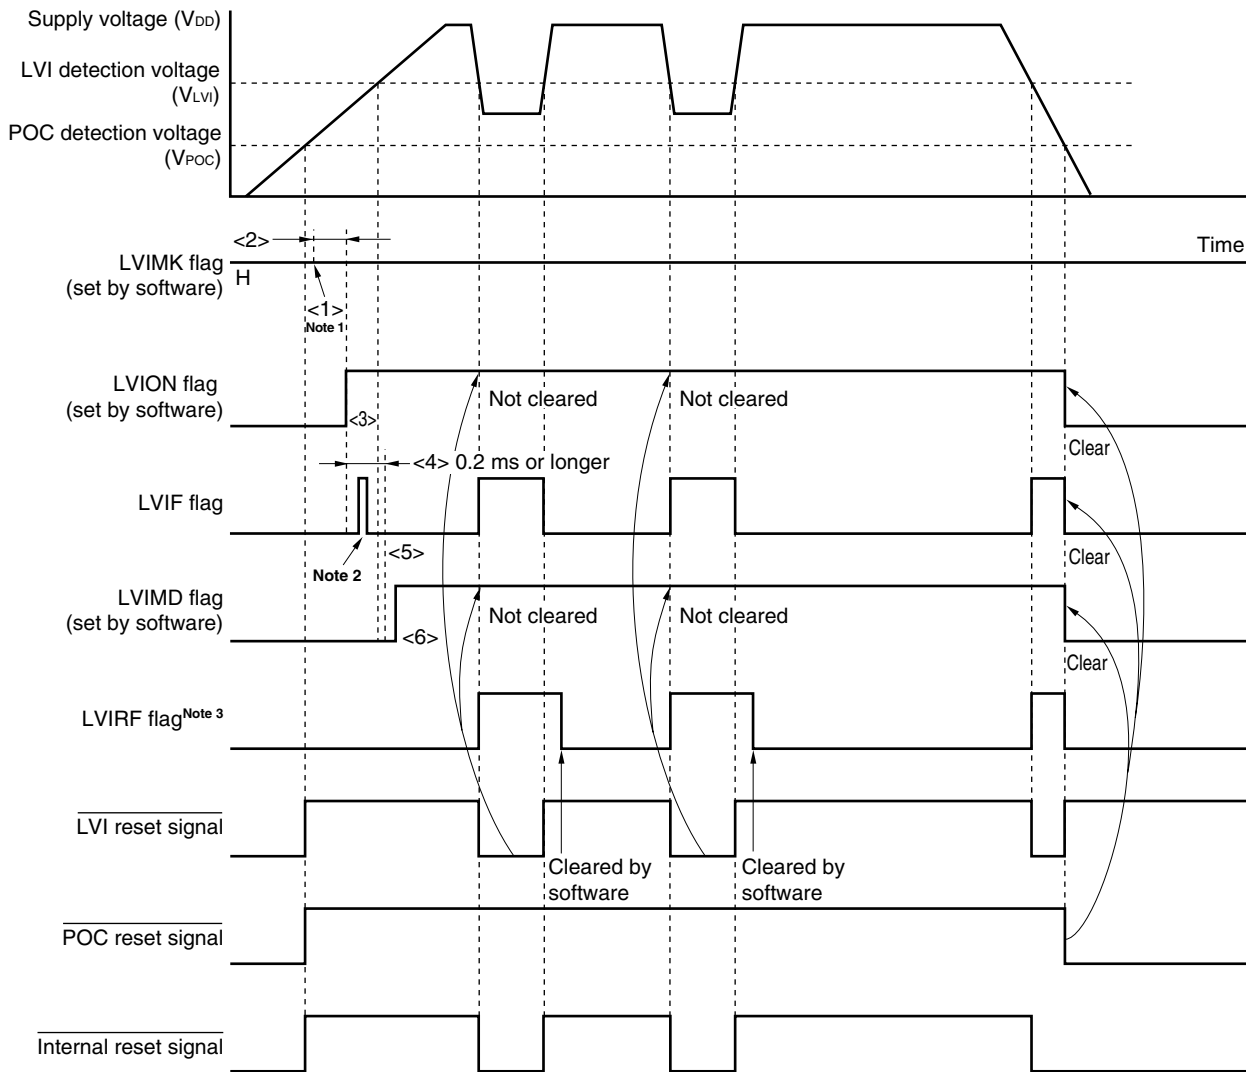 Supply voltage (VDD)
LVI detection voltage
(VLVI)
POC detection voltage
(VPOC)
Time
<2>
LVIMK flag
(set by software)
H
<1>
Note 1
LVION flag
(set by software)
Not cleared
Not cleared
<3>
Clear
<4> 0.2 ms or longer
LVIF flag
<5>
Clear
Note 2
LVIMD flag
(set by software)
Not cleared
Not cleared
<6>
Clear
LVIRF flag Note 3
LVI reset signal
Cleared by
software
Cleared by
software
POC reset signal
Internal reset signal